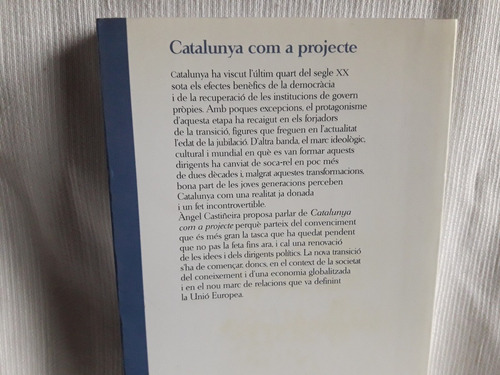 Catalunya com a projecte
Catalunya ha viscut l'últim quart del segle XX
sota els efectes benèfics de la democràcia
i de la recuperació de les institucions de govern
pròpies. Amb poques excepcions, el protagonisme
d'aquesta etapa ha recaigut en els forjadors
de la transició, figures que freguen en l'actualitat
l'edat de la jubilació. D'altra banda, el marc ideològic,
cultural i mundial en què es van formar aquests
dirigents ha canviat de soca-rel en poc més
de dues dècades i, malgrat aquestes transformacions,
bona part de les joves generacions perceben
Catalunya com una realitat ja donada
i un fet incontrovertible.
Àngel Castiñeira proposa parlar de Catalunya
com a projecte perquè parteix del convenciment
que és més gran la tasca que ha quedat pendent
que no pas la feta fins ara, i cal una renovació
de les idees i dels dirigents polítics. La nova transició
s'ha de començar, doncs, en el context de la societat
del coneixement i d'una economia globalitzada
i en el nou marc de relacions que va definint
la Unió Europea.